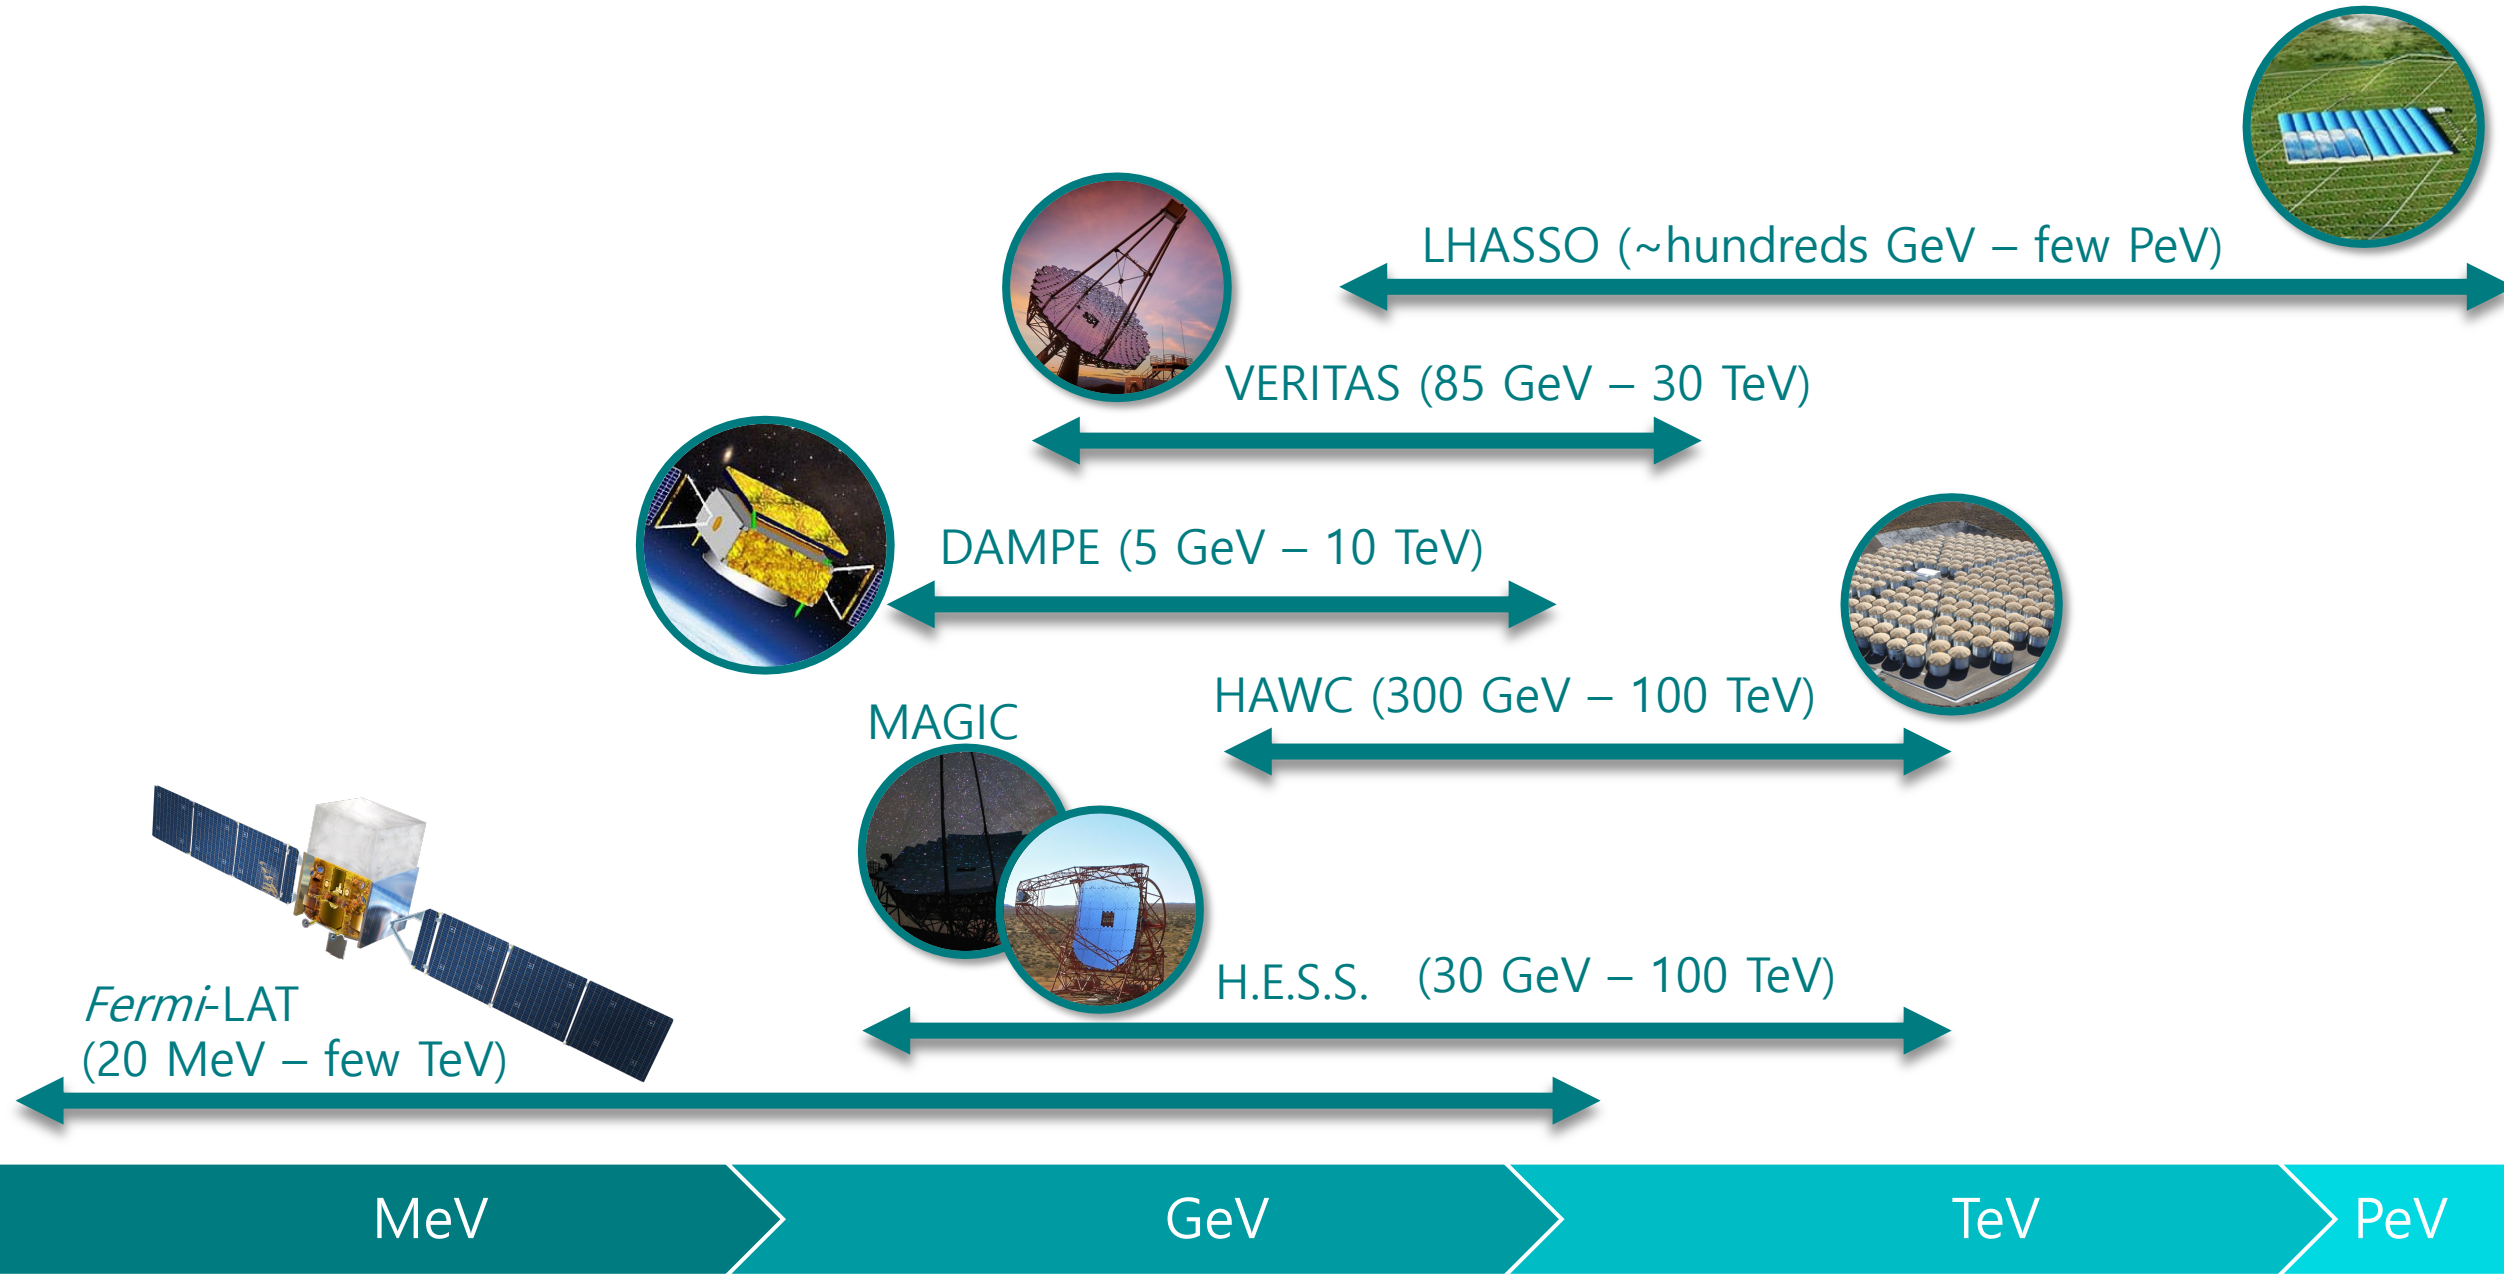 LHASSO (~hundreds GeV – few PeV)
VERITAS (85 GeV – 30 TeV)
DAMPE (5 GeV – 10 TeV)
HAWC (300 GeV – 100 TeV)
MAGIC
H.E.S.S. (30 GeV – 100 TeV)
Fermi-LAT
(20 MeV – few TeV)
MeV GeV TeV PeV